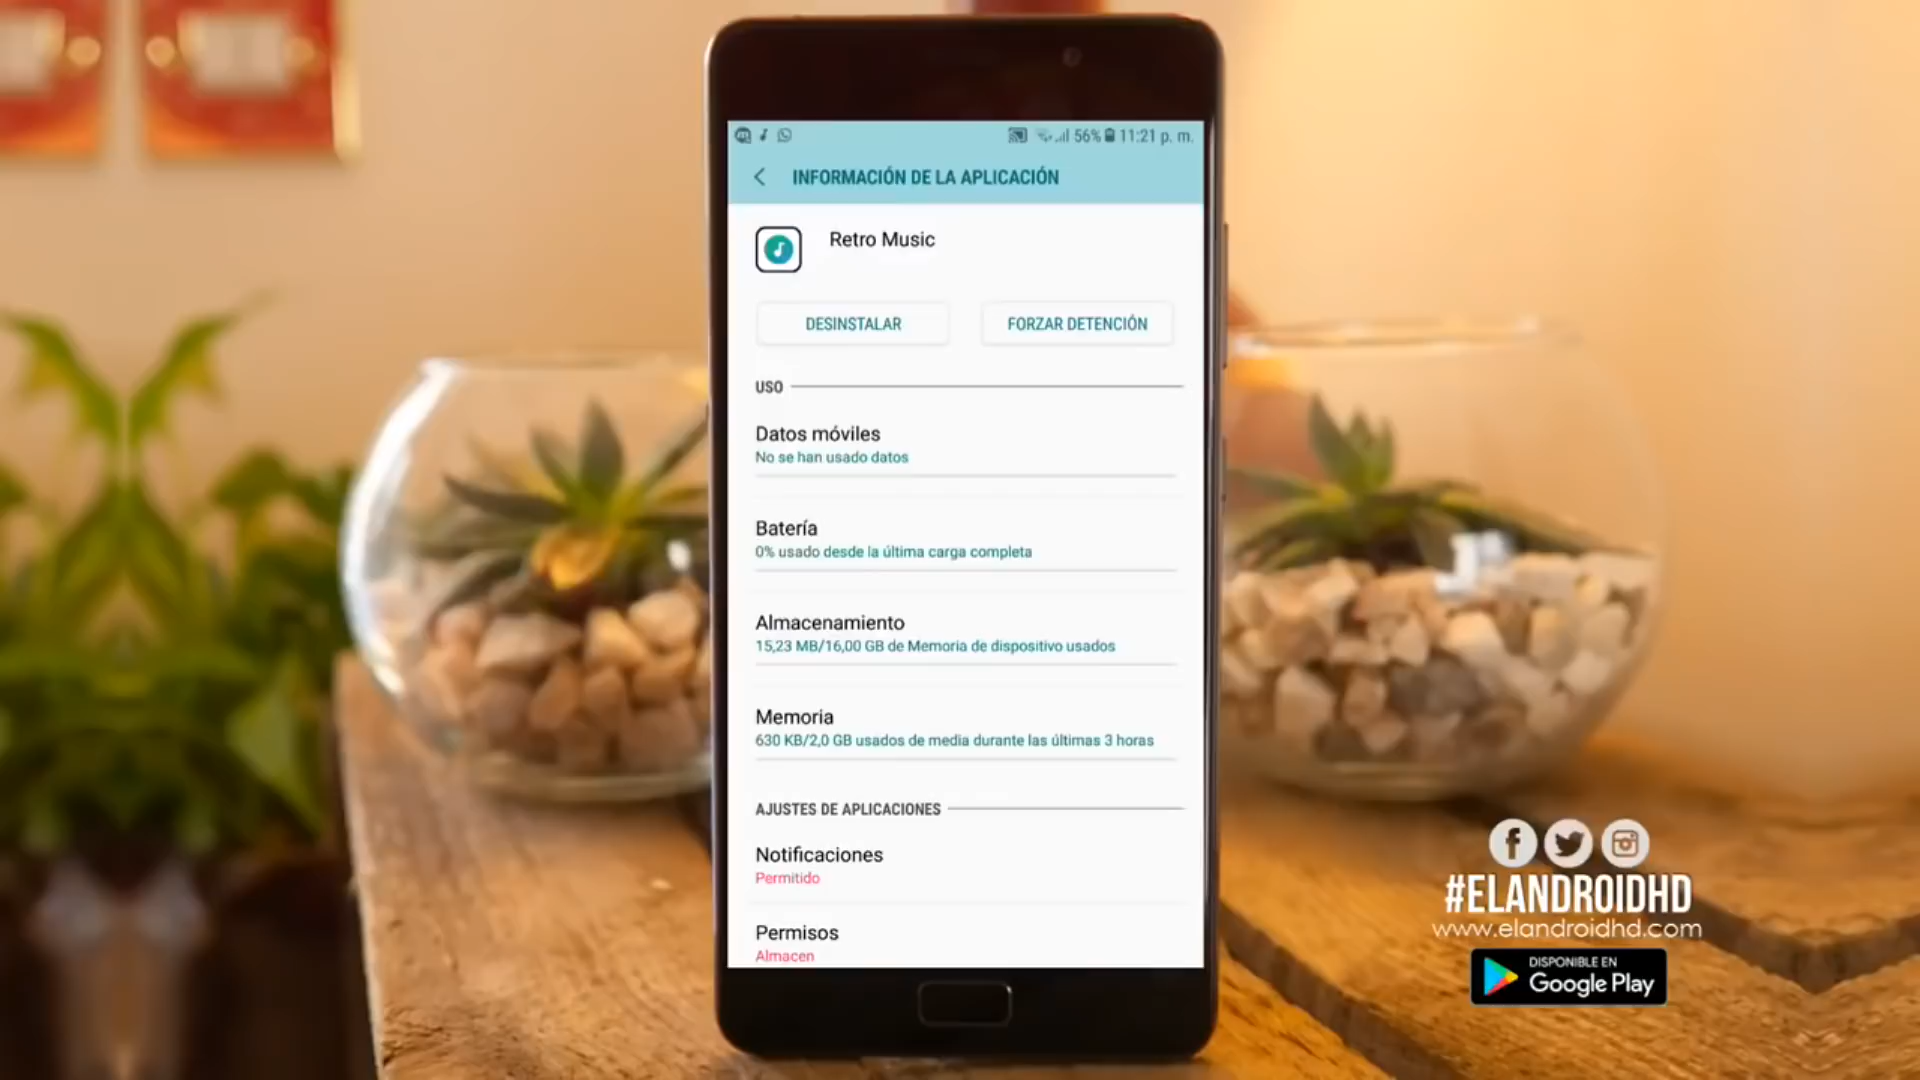 56% 11:21 p. m.
INFORMACIÓN DE LA APLICACIÓN
Retro Music
DESINSTALAR
FORZAR DETENCIÓN
USO
Datos móviles
No se han usado datos
Batería
0% usado desde la última carga completa
Almacenamiento
15,23 MB/16,00 GB de Memoria de dispositivo usados
Memoria
630 KB/2,0 GB usados de media durante las últimas 3 horas
AJUSTES DE APLICACIONES
Notificaciones
Permitido
Permisos
Almacen
#ELANDROIDHD
www.elandroidhd.com
DISPONIBLE EN
Google Play